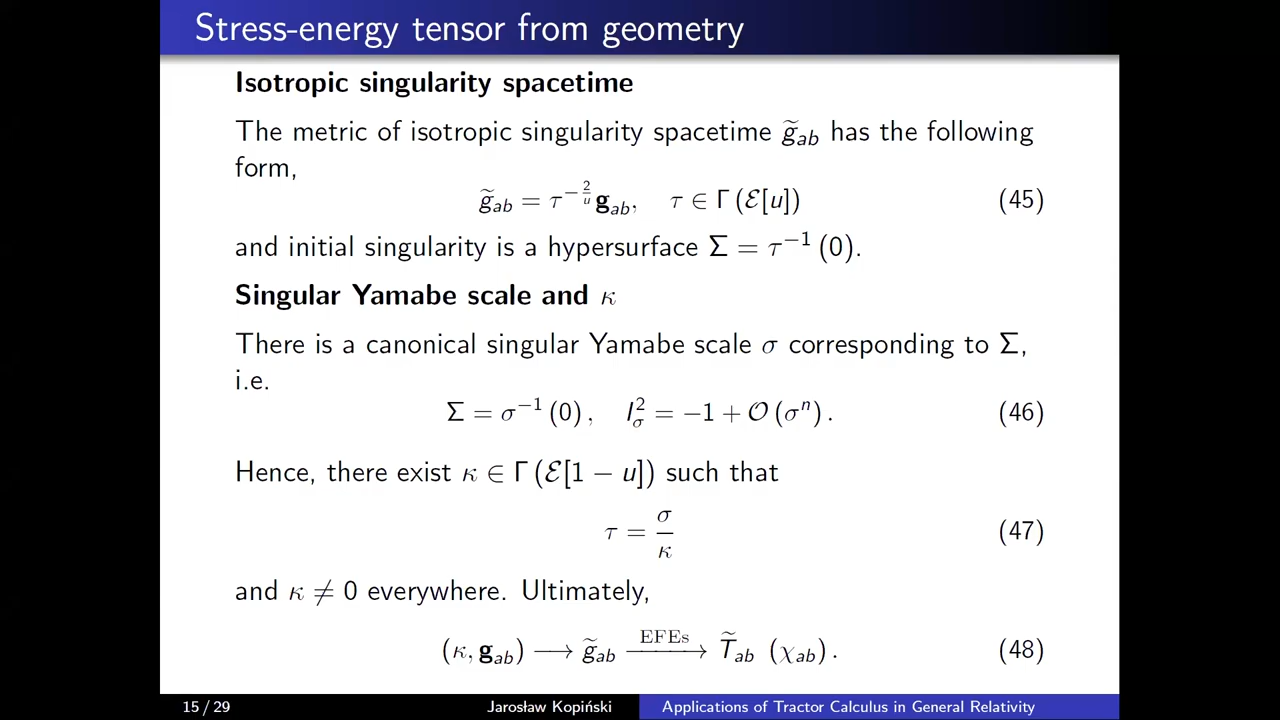 Stress-energy tensor from geometry
Isotropic singularity spacetime
The metric of isotropic singularity spacetime g̃_ab has the following
form,
g̃_ab = τ^{−2/u} 𝐠_ab, τ ∈ Γ (ℰ[u]) (45)
and initial singularity is a hypersurface Σ = τ^{−1} (0).
Singular Yamabe scale and κ
There is a canonical singular Yamabe scale σ corresponding to Σ,
i.e.
Σ = σ^{−1} (0) , I_σ^2 = −1 + 𝒪 (σ^n) . (46)
Hence, there exist κ ∈ Γ (ℰ[1 − u]) such that
τ = σ/κ (47)
and κ ≠ 0 everywhere. Ultimately,
(κ, 𝐠_ab) ⟶ g̃_ab —EFEs→ T̃_ab (χ_ab) . (48)
15 / 29 Jarosław Kopiński Applications of Tractor Calculus in General Relativity